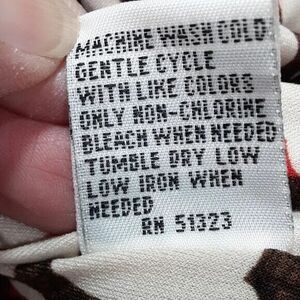 MACHINE WASH COLD
GENTLE CYCLE
WITH LIKE COLORS
ONLY NON-CHLORINE
BLEACH WHEN NEEDED
TUMBLE DRY LOW
LOW IRON WHEN
NEEDED
RN 51323